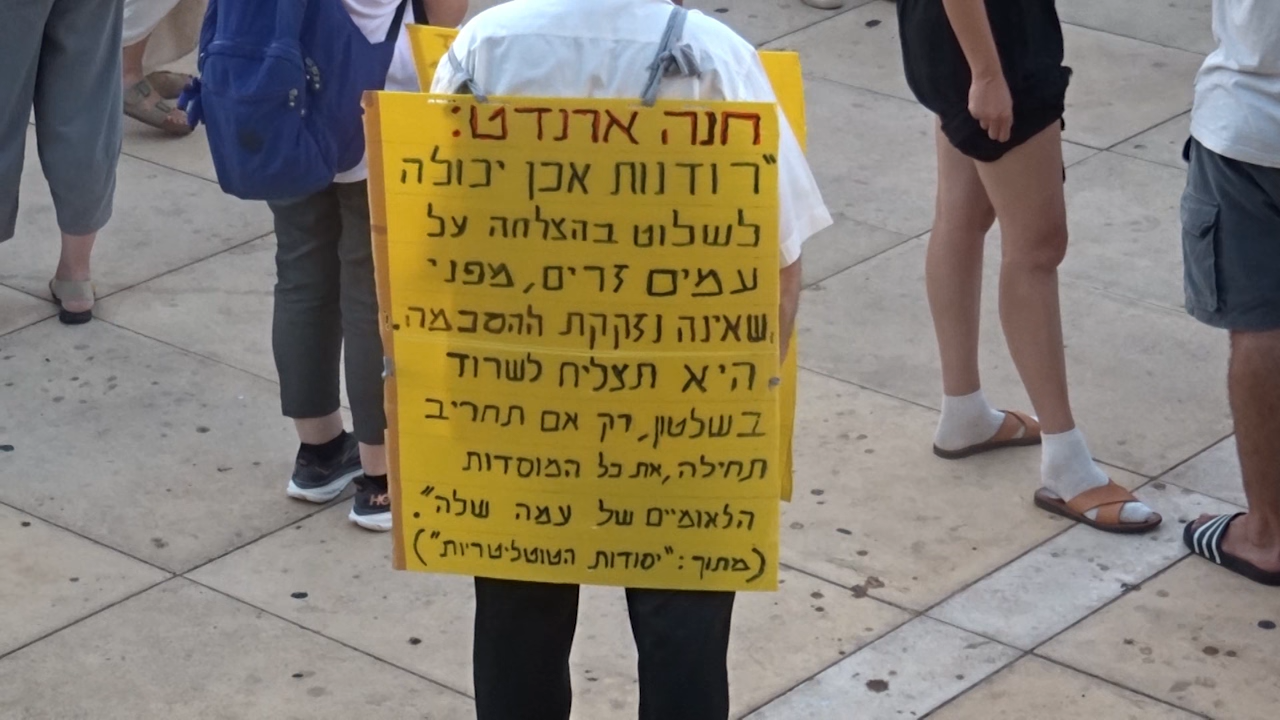 חנה ארנדט:
"רודנות אכן יכולה
לשלוט בהצלחה על
עמים זרים, מפני
שאינה נזקקת להסכמה.
היא תצליח לשרוד
בשלטון, רק אם תחריב
תחילה, את כל המוסדות
הלאומיים של עמה שלה".
(מתוך: "יסודות הטוטליטריות")